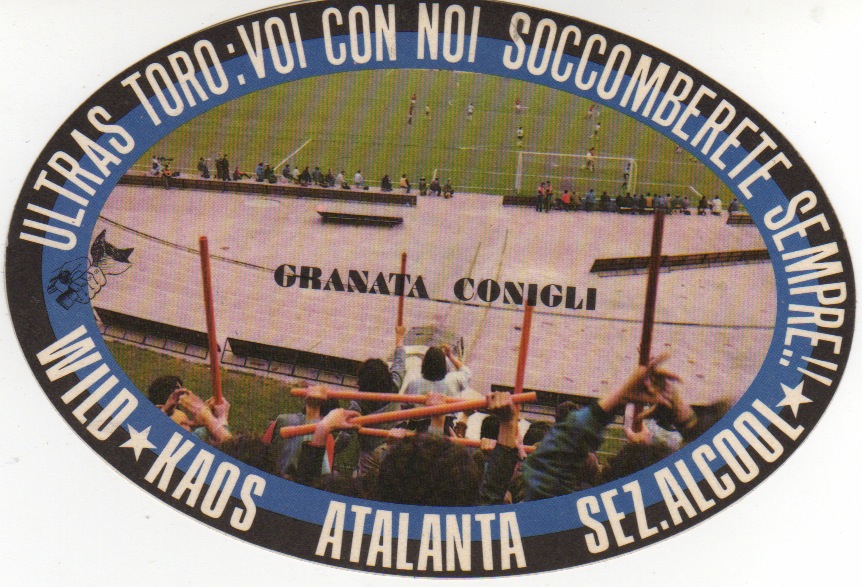 ULTRAS TORO: VOI CON NOI SOCCOMBERETE SEMPRE!!
GRANATA CONIGLI
WILD ★ KAOS ATALANTA SEZ. ALCOOL ★